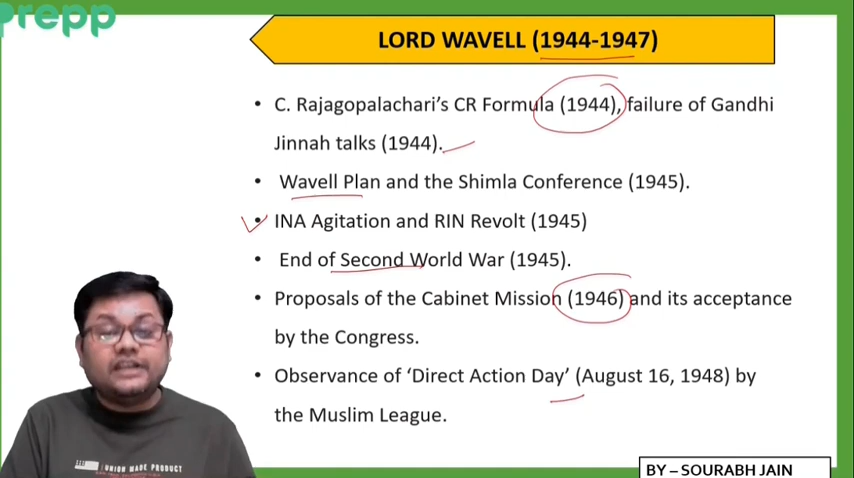 Prepp
LORD WAVELL (1944-1947)
• C. Rajagopalachari's CR Formula (1944), failure of Gandhi
Jinnah talks (1944).
• Wavell Plan and the Shimla Conference (1945).
• INA Agitation and RIN Revolt (1945)
• End of Second World War (1945).
• Proposals of the Cabinet Mission (1946) and its acceptance
by the Congress.
• Observance of ‘Direct Action Day’ (August 16, 1948) by
the Muslim League.
UNION MADE PRODUCT
BY – SOURABH JAIN